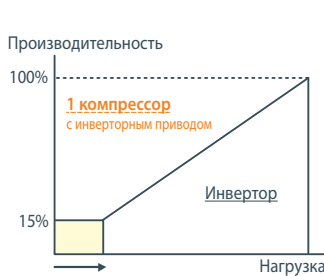 Производительность
100%
1 компрессор
с инверторным приводом
Инвертор
15%
Нагрузка